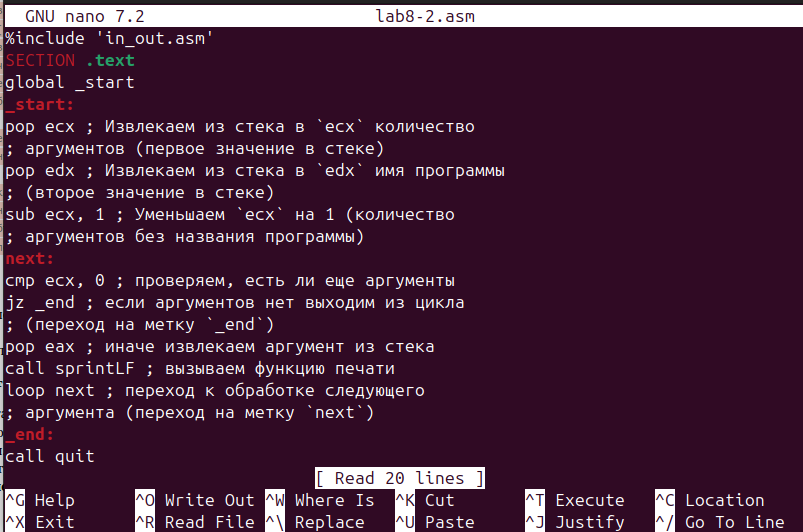 GNU nano 7.2 lab8-2.asm
%include 'in_out.asm'
SECTION .text
global _start
_start:
pop ecx ; Извлекаем из стека в `ecx` количество
; аргументов (первое значение в стеке)
pop edx ; Извлекаем из стека в `edx` имя программы
; (второе значение в стеке)
sub ecx, 1 ; Уменьшаем `ecx` на 1 (количество
; аргументов без названия программы)
next:
cmp ecx, 0 ; проверяем, есть ли еще аргументы
jz _end ; если аргументов нет выходим из цикла
; (переход на метку `_end`)
pop eax ; иначе извлекаем аргумент из стека
call sprintLF ; вызываем функцию печати
loop next ; переход к обработке следующего
; аргумента (переход на метку `next`)
_end:
call quit
[ Read 20 lines ]
^G Help ^O Write Out ^W Where Is ^K Cut ^T Execute ^C Location
^X Exit ^R Read File ^\ Replace ^U Paste ^J Justify ^/ Go To Line